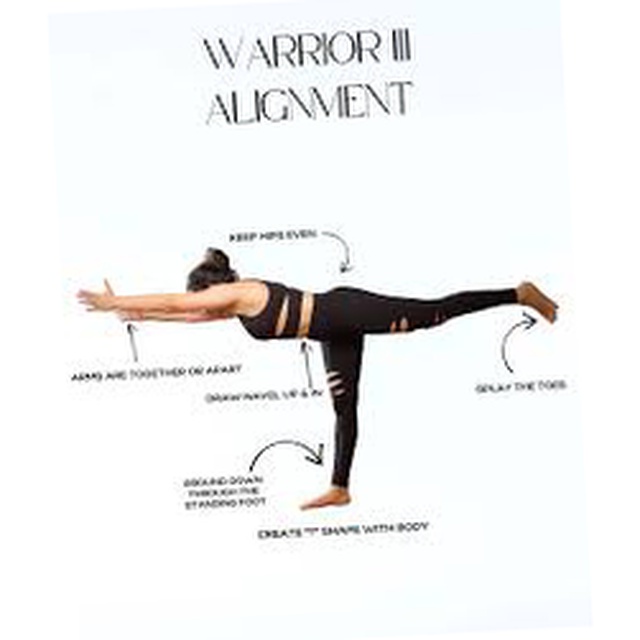 WARRIOR III
ALIGNMENT
KEEP HIPS EVEN
ARMS ARE TOGETHER OR APART
DRAW NAVEL UP & IN
SPLAY THE TOES
GROUND DOWN
THROUGH THE
STANDING FOOT
CREATE "T" SHAPE WITH BODY